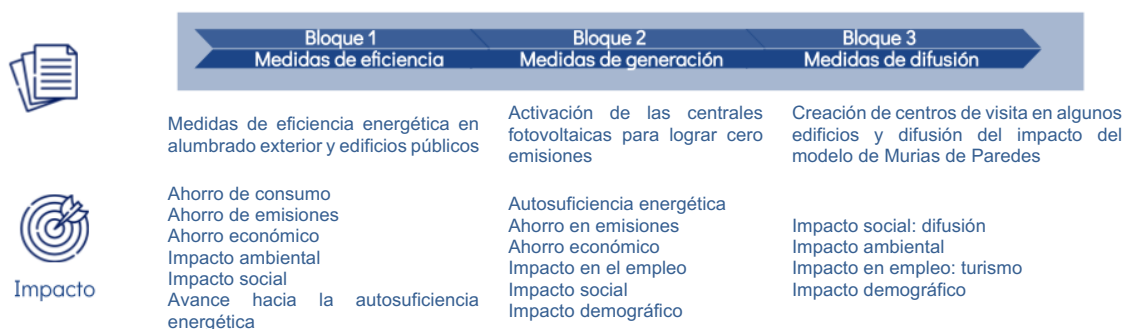 Bloque 1
Medidas de eficiencia
Bloque 2
Medidas de generación
Bloque 3
Medidas de difusión
Medidas de eficiencia energética en
alumbrado exterior y edificios públicos
Activación de las centrales
fotovoltaicas para lograr cero
emisiones
Creación de centros de visita en algunos
edificios y difusión del impacto del
modelo de Murias de Paredes
Impacto
Ahorro de consumo
Ahorro de emisiones
Ahorro económico
Impacto ambiental
Impacto social
Avance hacia la autosuficiencia
energética
Autosuficiencia energética
Ahorro en emisiones
Ahorro económico
Impacto en el empleo
Impacto social
Impacto demográfico
Impacto social: difusión
Impacto ambiental
Impacto en empleo: turismo
Impacto demográfico